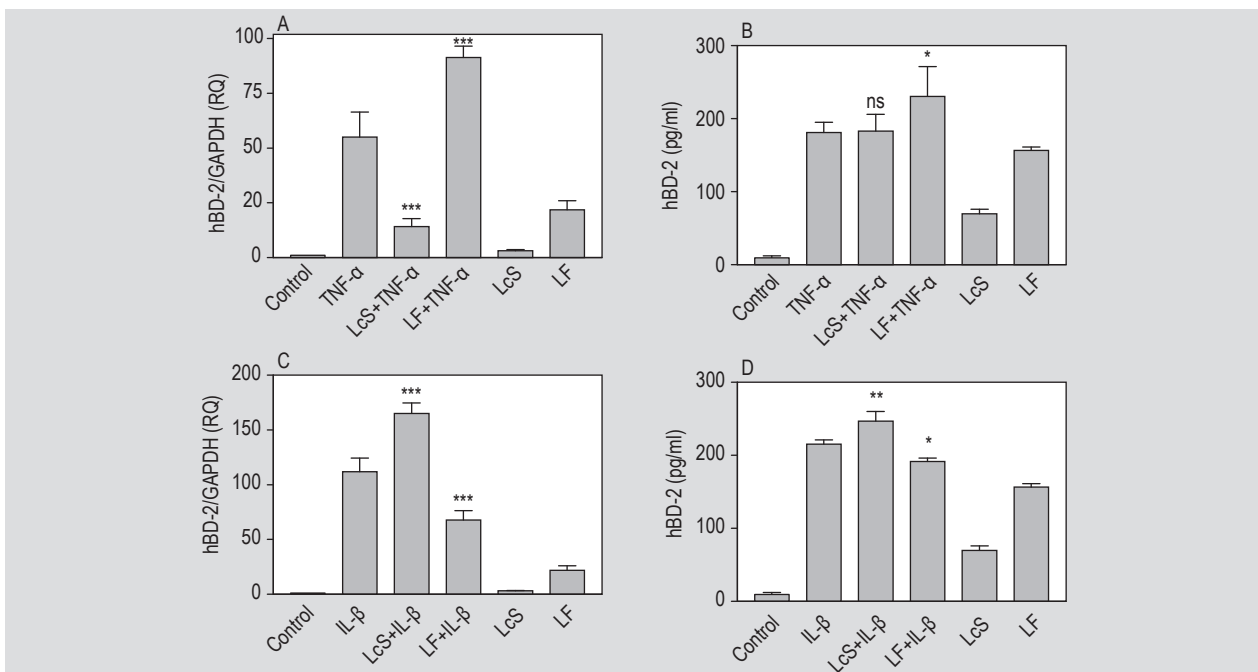 A
hBD-2/GAPDH (RQ)
100
75
50
20
0
***
***
Control
TNF-α
LcS+TNF-α
LF+TNF-α
LcS
LF
B
hBD-2 (pg/ml)
300
200
100
0
ns
*
Control
TNF-α
LcS+TNF-α
LF+TNF-α
LcS
LF
C
hBD-2/GAPDH (RQ)
200
150
100
50
0
***
***
Control
IL-β
LcS+IL-β
LF+IL-β
LcS
LF
D
hBD-2 (pg/ml)
300
200
100
0
**
*
Control
IL-β
LcS+IL-β
LF+IL-β
LcS
LF